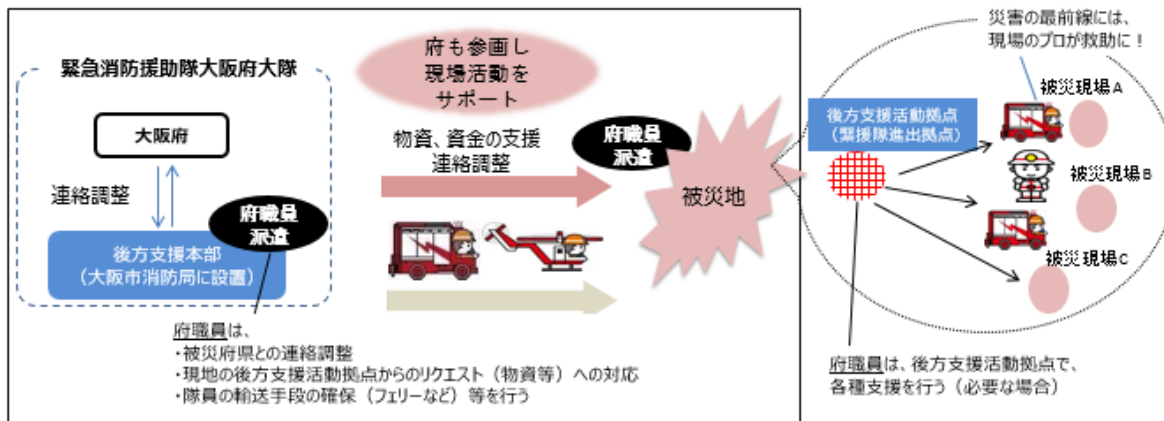 緊急消防援助隊大阪府大隊
大阪府
連絡調整
府職員
派遣
後方支援本部
（大阪市消防局に設置）
府職員は、
・被災府県との連絡調整
・現地の後方支援活動拠点からのリクエスト（物資等）への対応
・隊員の輸送手段の確保（フェリーなど）等を行う
府も参画し
現場活動を
サポート
物資、資金の支援
連絡調整
府職員
派遣
被災地
災害の最前線には、
現場のプロが救助に！
後方支援活動拠点
（緊援隊進出拠点）
被災現場A
被災現場B
被災現場C
府職員は、後方支援活動拠点で、
各種支援を行う（必要な場合）